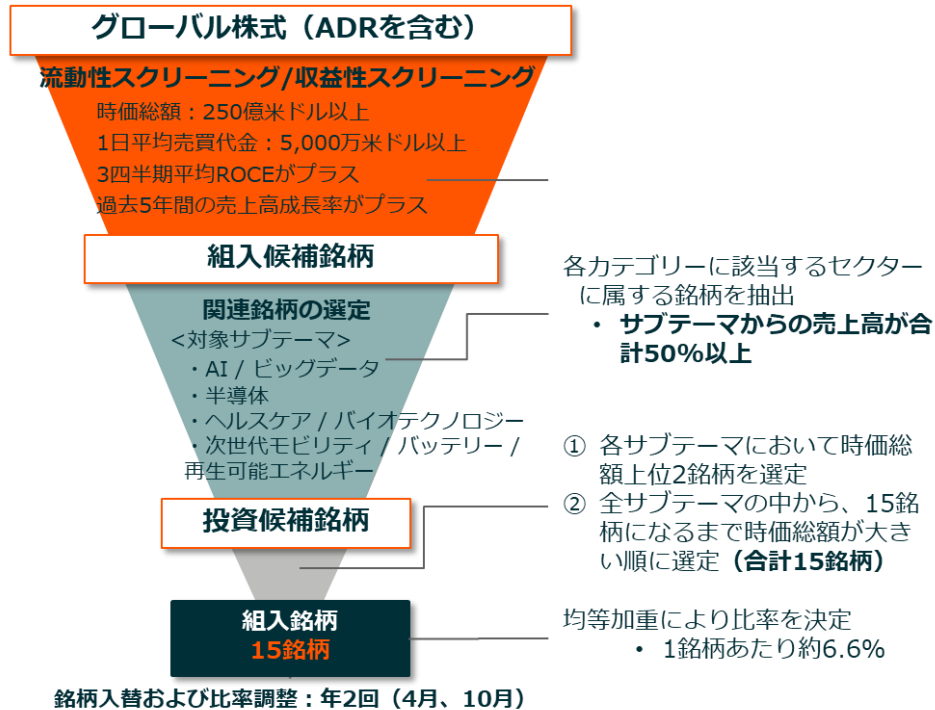 グローバル株式（ADRを含む）
流動性スクリーニング/収益性スクリーニング
時価総額：250億米ドル以上
1日平均売買代金：5,000万米ドル以上
3四半期平均ROCEがプラス
過去5年間の売上高成長率がプラス
組入候補銘柄
関連銘柄の選定
<対象サブテーマ>
・AI / ビッグデータ
・半導体
・ヘルスケア / バイオテクノロジー
・次世代モビリティ / バッテリー /
再生可能エネルギー
各カテゴリーに該当するセクター
に属する銘柄を抽出
• サブテーマからの売上高が合
計50%以上
投資候補銘柄
① 各サブテーマにおいて時価総
額上位2銘柄を選定
② 全サブテーマの中から、15銘
柄になるまで時価総額が大き
い順に選定（合計15銘柄）
組入銘柄
15銘柄
均等加重により比率を決定
• 1銘柄あたり約6.6%
銘柄入替および比率調整：年2回（4月、10月）